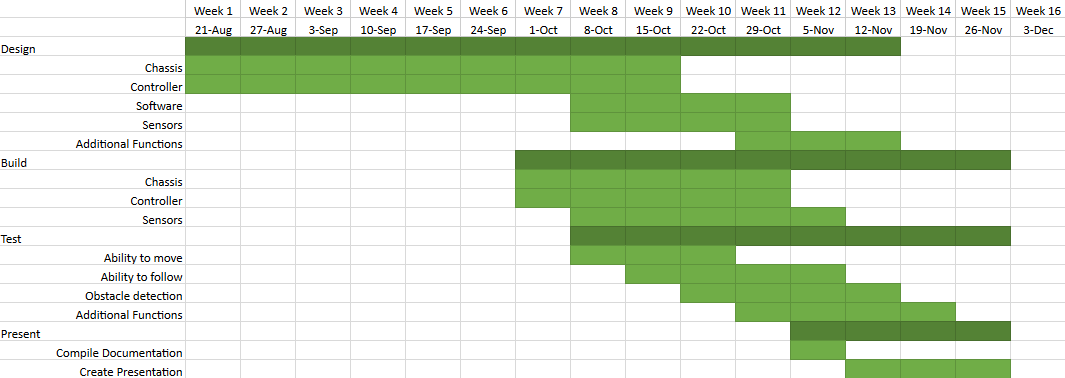 Week 1 Week 2 Week 3 Week 4 Week 5 Week 6 Week 7 Week 8 Week 9 Week 10 Week 11 Week 12 Week 13 Week 14 Week 15 Week 16
21-Aug 27-Aug 3-Sep 10-Sep 17-Sep 24-Sep 1-Oct 8-Oct 15-Oct 22-Oct 29-Oct 5-Nov 12-Nov 19-Nov 26-Nov 3-Dec
Design
Chassis
Controller
Software
Sensors
Additional Functions
Build
Chassis
Controller
Sensors
Test
Ability to move
Ability to follow
Obstacle detection
Additional Functions
Present
Compile Documentation
Create Presentation